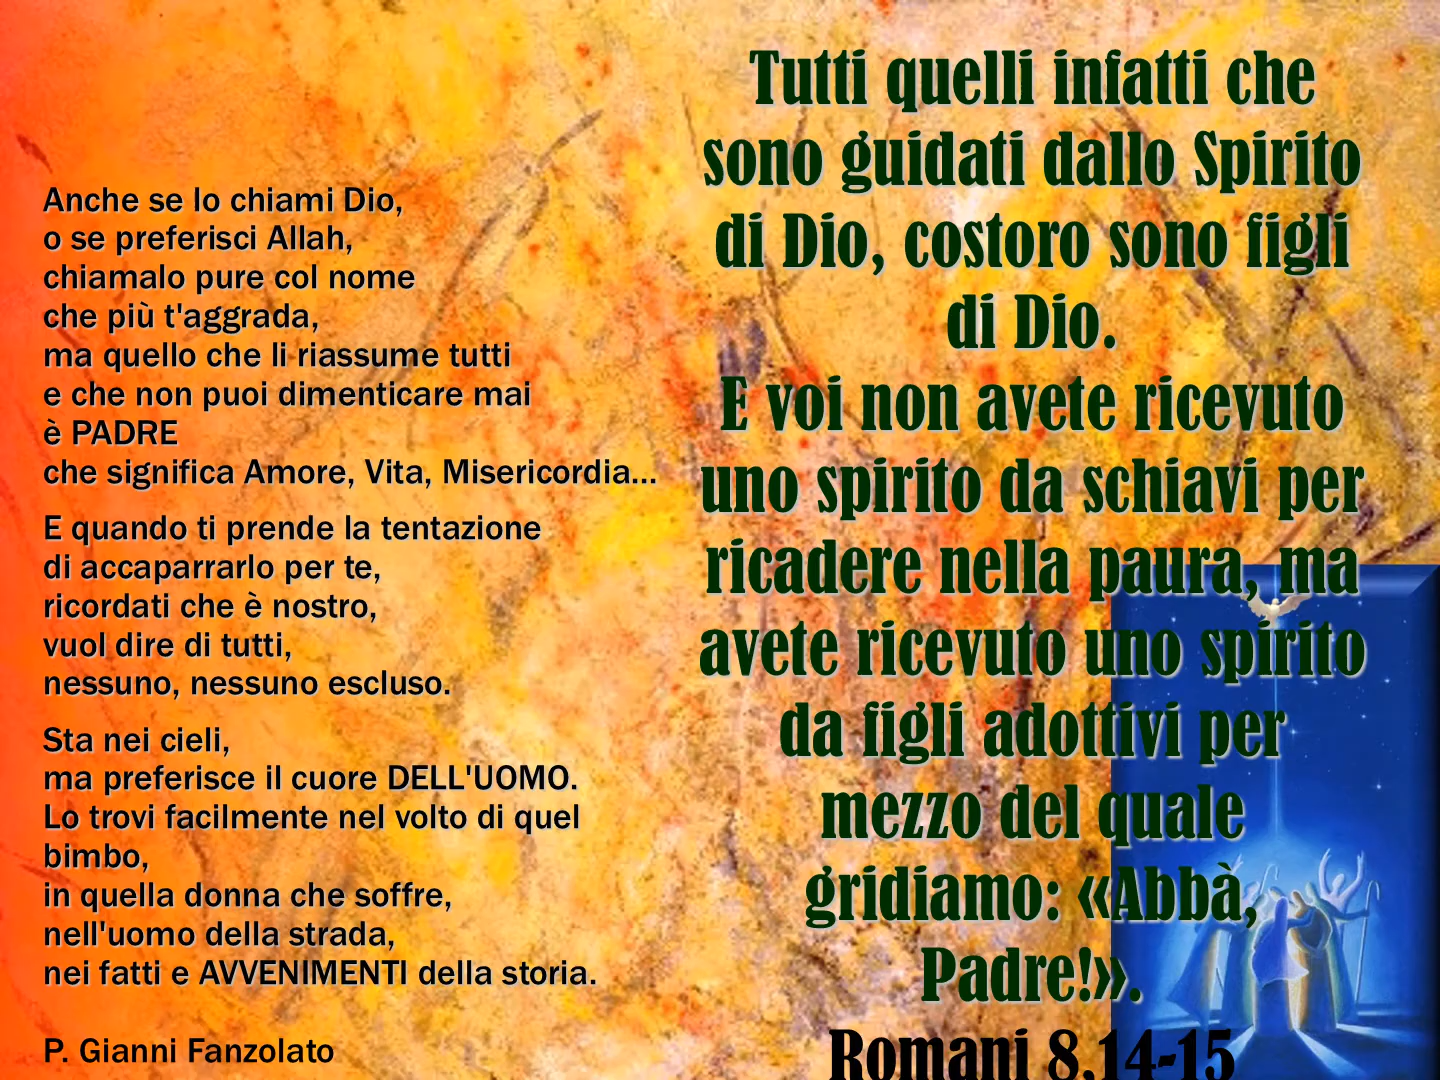 Anche se lo chiami Dio,
o se preferisci Allah,
chiamalo pure col nome
che più t'aggrada,
ma quello che li riassume tutti
e che non puoi dimenticare mai
è PADRE
che significa Amore, Vita, Misericordia...
E quando ti prende la tentazione
di accaparrarlo per te,
ricordati che è nostro,
vuol dire di tutti,
nessuno, nessuno escluso.
Sta nei cieli,
ma preferisce il cuore DELL'UOMO.
Lo trovi facilmente nel volto di quel
bimbo,
in quella donna che soffre,
nell'uomo della strada,
nei fatti e AVVENIMENTI della storia.
P. Gianni Fanzolato
Tutti quelli infatti che
sono guidati dallo Spirito
di Dio, costoro sono figli
di Dio.
E voi non avete ricevuto
uno spirito da schiavi per
ricadere nella paura, ma
avete ricevuto uno spirito
da figli adottivi per
mezzo del quale
gridiamo: «Abbà,
Padre!».
Romani 8,14-15